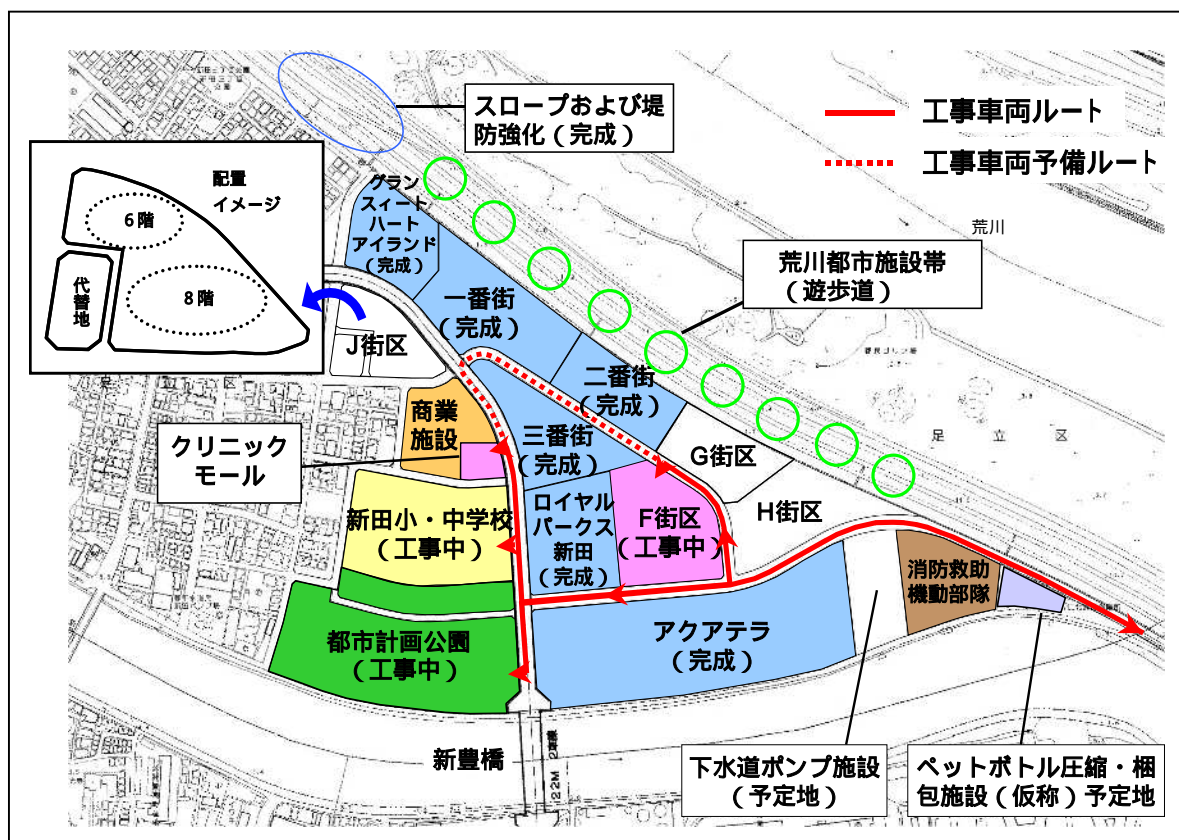 スロープおよび堤
防強化（完成）
工事車両ルート
工事車両予備ルート
配置
イメージ
6階
8階
代替地
グラン
スィート
ハート
アイランド
（完成）
荒川
荒川都市施設帯
（遊歩道）
一番街
（完成）
J街区
二番街
（完成）
商業
施設
クリニック
モール
三番街
（完成）
G街区
足立区
H街区
ロイヤル
パークス
新田
（完成）
F街区
（工事中）
新田小・中学校
（工事中）
消防救助
機動部隊
都市計画公園
（工事中）
アクアテラ
（完成）
新豊橋
下水道ポンプ施設
（予定地）
ペットボトル圧縮・梱
包施設（仮称）予定地